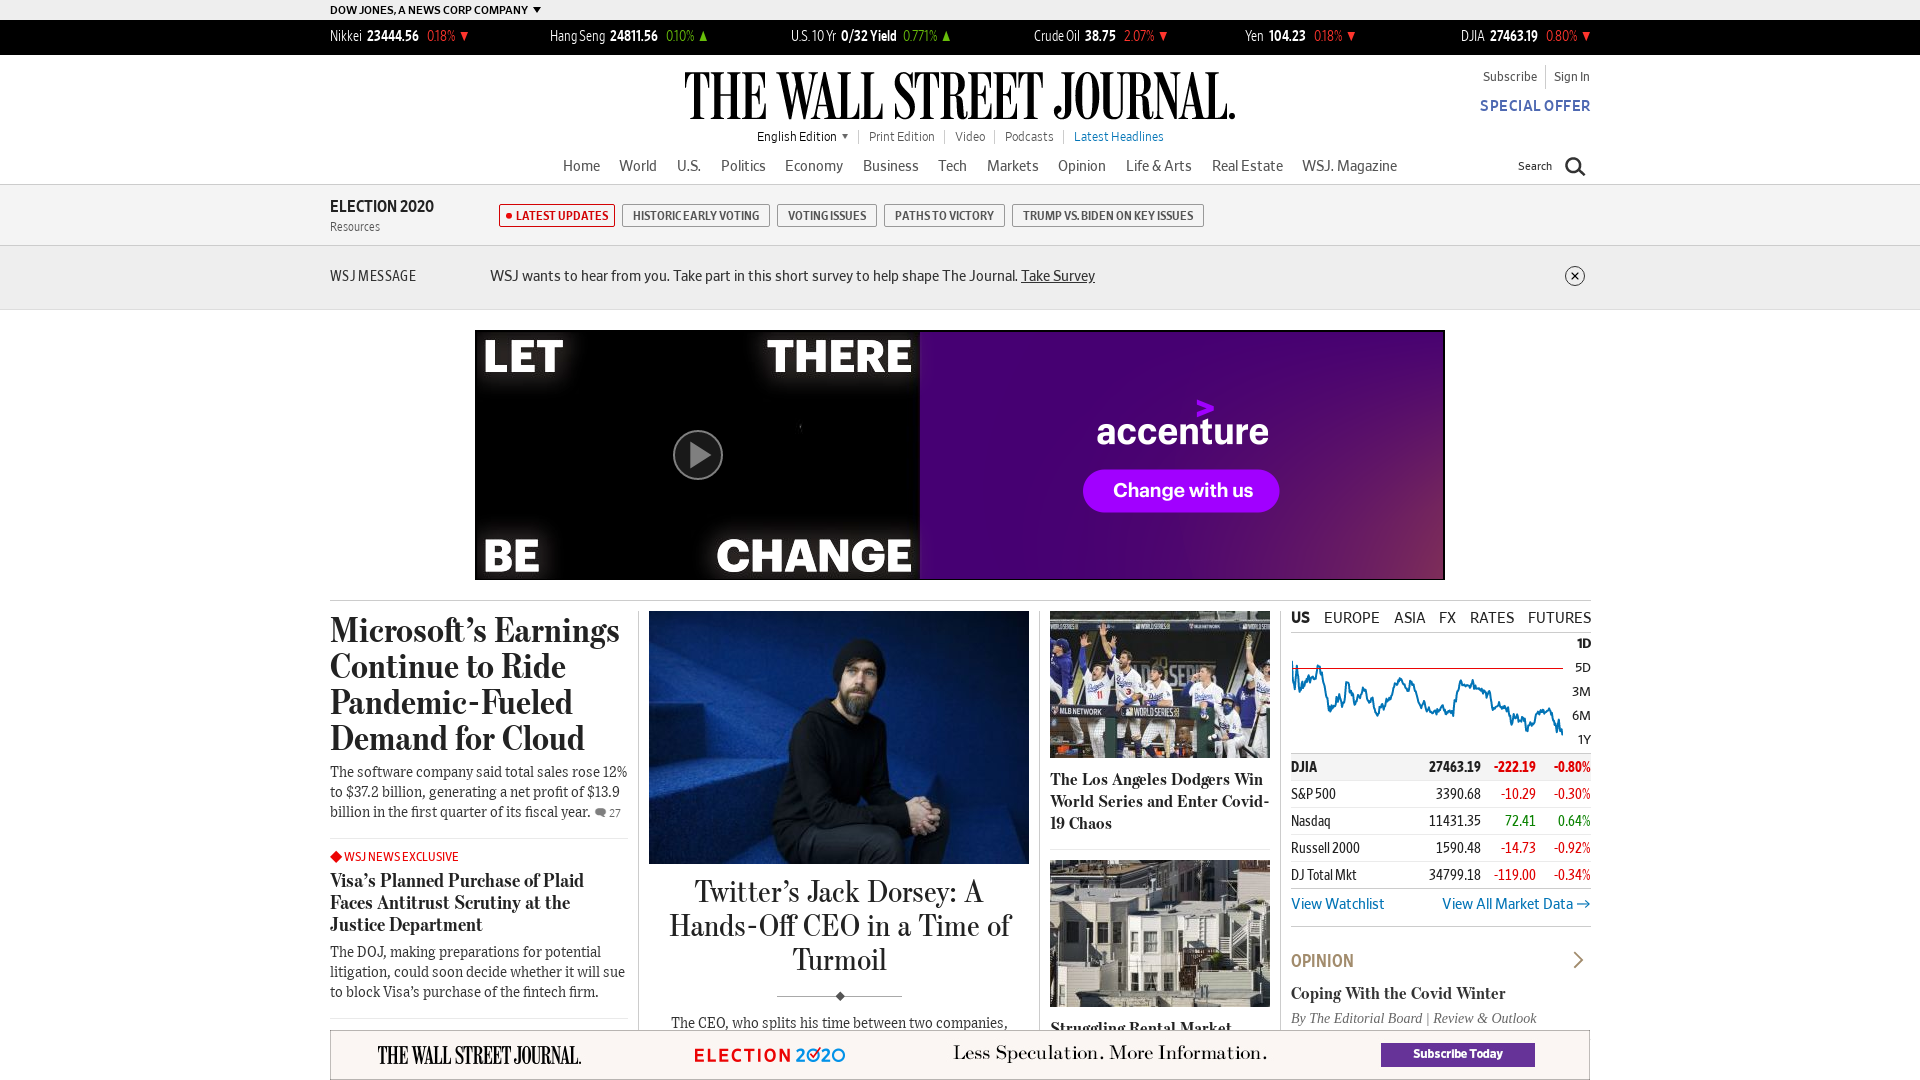 DOW JONES, A NEWS CORP COMPANY
Nikkei 23444.56 0.18% Hang Seng 24811.56 0.10% U.S. 10 Yr 0/32 Yield 0.771% Crude Oil 38.75 2.07% Yen 104.23 0.18% DJIA 27463.19 0.80%
Subscribe Sign In
THE WALL STREET JOURNAL.
SPECIAL OFFER
English Edition Print Edition Video Podcasts Latest Headlines
Home World U.S. Politics Economy Business Tech Markets Opinion Life & Arts Real Estate WSJ. Magazine Search
ELECTION 2020
Resources
LATEST UPDATES HISTORIC EARLY VOTING VOTING ISSUES PATHS TO VICTORY TRUMP VS. BIDEN ON KEY ISSUES
WSJ MESSAGE WSJ wants to hear from you. Take part in this short survey to help shape The Journal. Take Survey
LET THERE
BE CHANGE
accenture
Change with us
Microsoft's Earnings
Continue to Ride
Pandemic-Fueled
Demand for Cloud
The software company said total sales rose 12%
to $37.2 billion, generating a net profit of $13.9
billion in the first quarter of its fiscal year. 27
WSJ NEWS EXCLUSIVE
Visa's Planned Purchase of Plaid
Faces Antitrust Scrutiny at the
Justice Department
The DOJ, making preparations for potential
litigation, could soon decide whether it will sue
to block Visa's purchase of the fintech firm.
Twitter's Jack Dorsey: A
Hands-Off CEO in a Time of
Turmoil
The CEO, who splits his time between two companies,
The Los Angeles Dodgers Win
World Series and Enter Covid-
19 Chaos
Struggling Rental Market
US EUROPE ASIA FX RATES FUTURES
1D
5D
3M
6M
1Y
DJIA 27463.19 -222.19 -0.80%
S&P 500 3390.68 -10.29 -0.30%
Nasdaq 11431.35 72.41 0.64%
Russell 2000 1590.48 -14.73 -0.92%
DJ Total Mkt 34799.18 -119.00 -0.34%
View Watchlist View All Market Data
OPINION
Coping With the Covid Winter
By The Editorial Board | Review & Outlook
THE WALL STREET JOURNAL. ELECTION 2020 Less Speculation. More Information. Subscribe Today